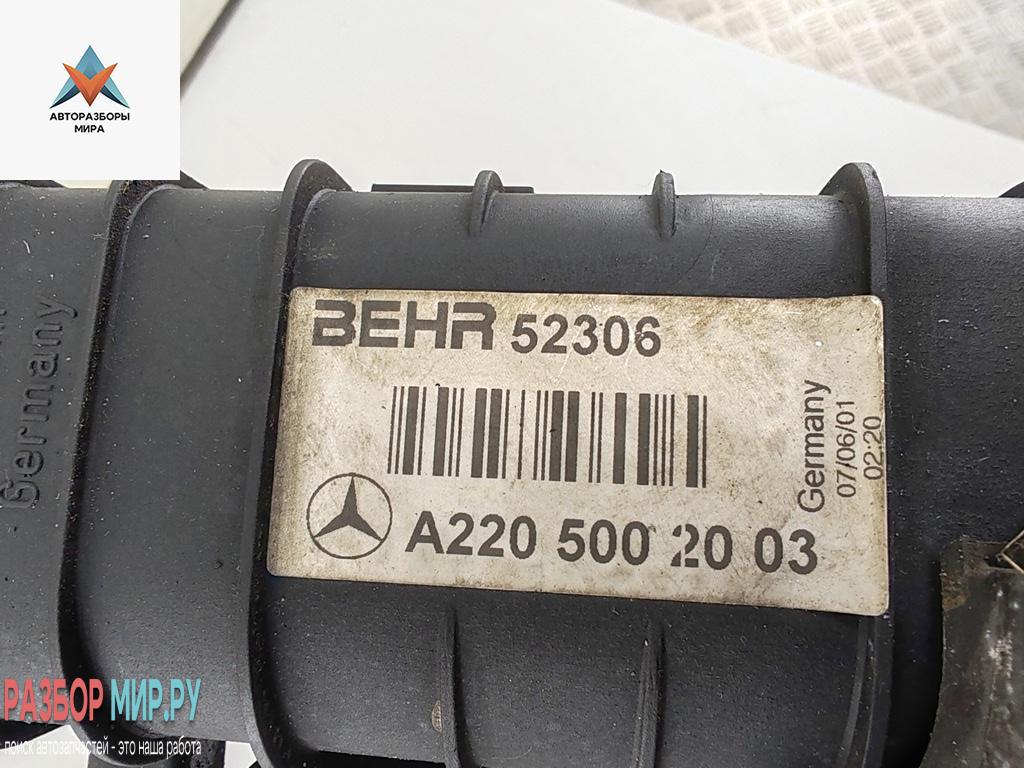 АВТОРАЗБОРЫ
МИРА
Germany
BEHR 52306
Germany
07/06/01
02:20
A220 500 20 03
РАЗБОР МИР.РУ
поиск автозапчастей - это наша работа